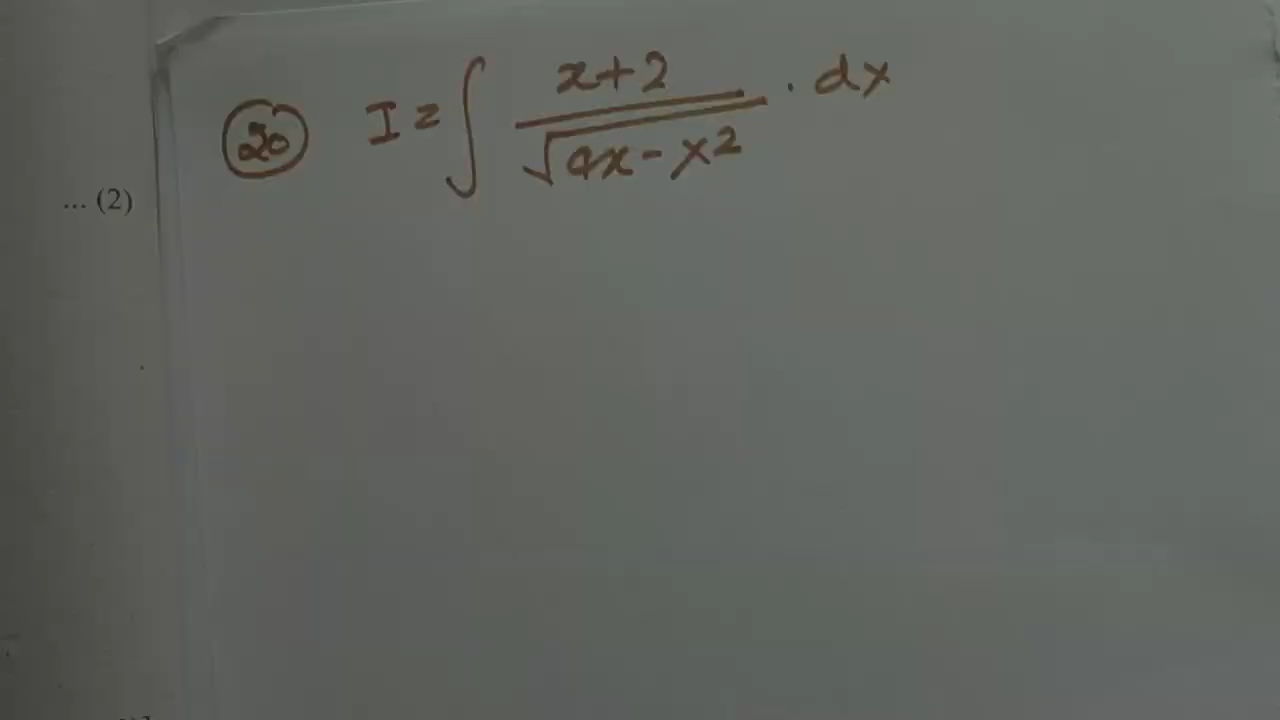 20 I = ∫ x+2 / √4x - x² . dx
... (2)